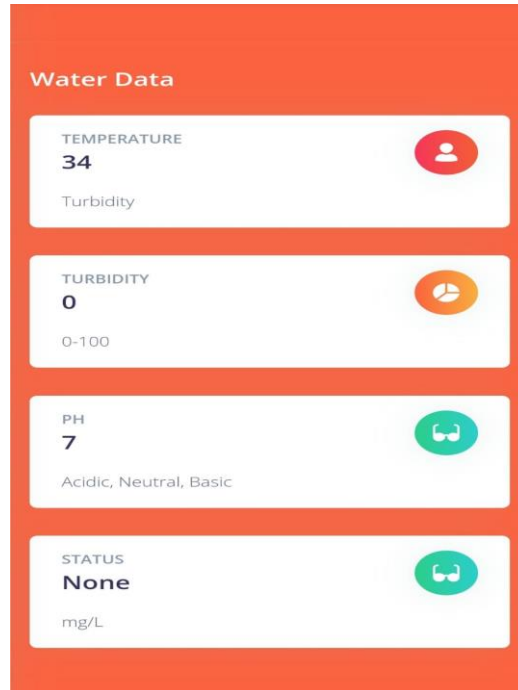 Water Data
TEMPERATURE
34
Turbidity
TURBIDITY
0
0-100
PH
7
Acidic, Neutral, Basic
STATUS
None
mg/L